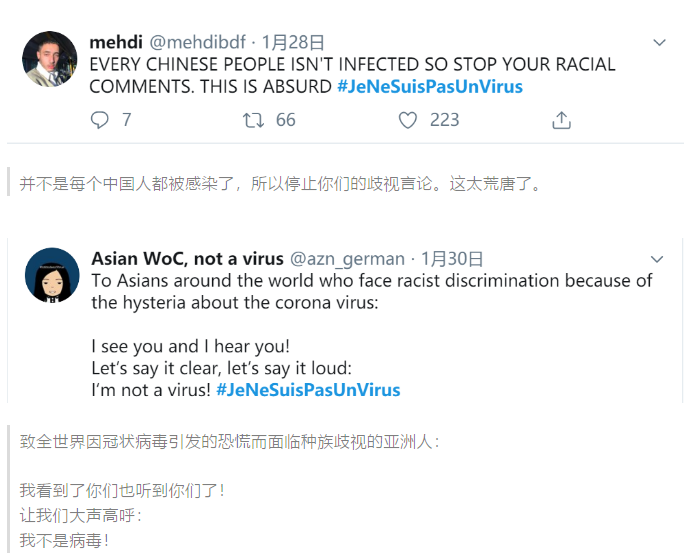 mehdi @mehdibdf · 1月28日
EVERY CHINESE PEOPLE ISN'T INFECTED SO STOP YOUR RACIAL
COMMENTS. THIS IS ABSURD #JeNeSuisPasUnVirus
7 66 223
并不是每个中国人都被感染了，所以停止你们的歧视言论。这太荒唐了。
Asian WoC, not a virus @azn_german · 1月30日
To Asians around the world who face racist discrimination because of
the hysteria about the corona virus:
I see you and I hear you!
Let's say it clear, let's say it loud:
I'm not a virus! #JeNeSuisPasUnVirus
致全世界因冠状病毒引发的恐慌而面临种族歧视的亚洲人：
我看到了你们也听到你们了！
让我们大声高呼：
我不是病毒！